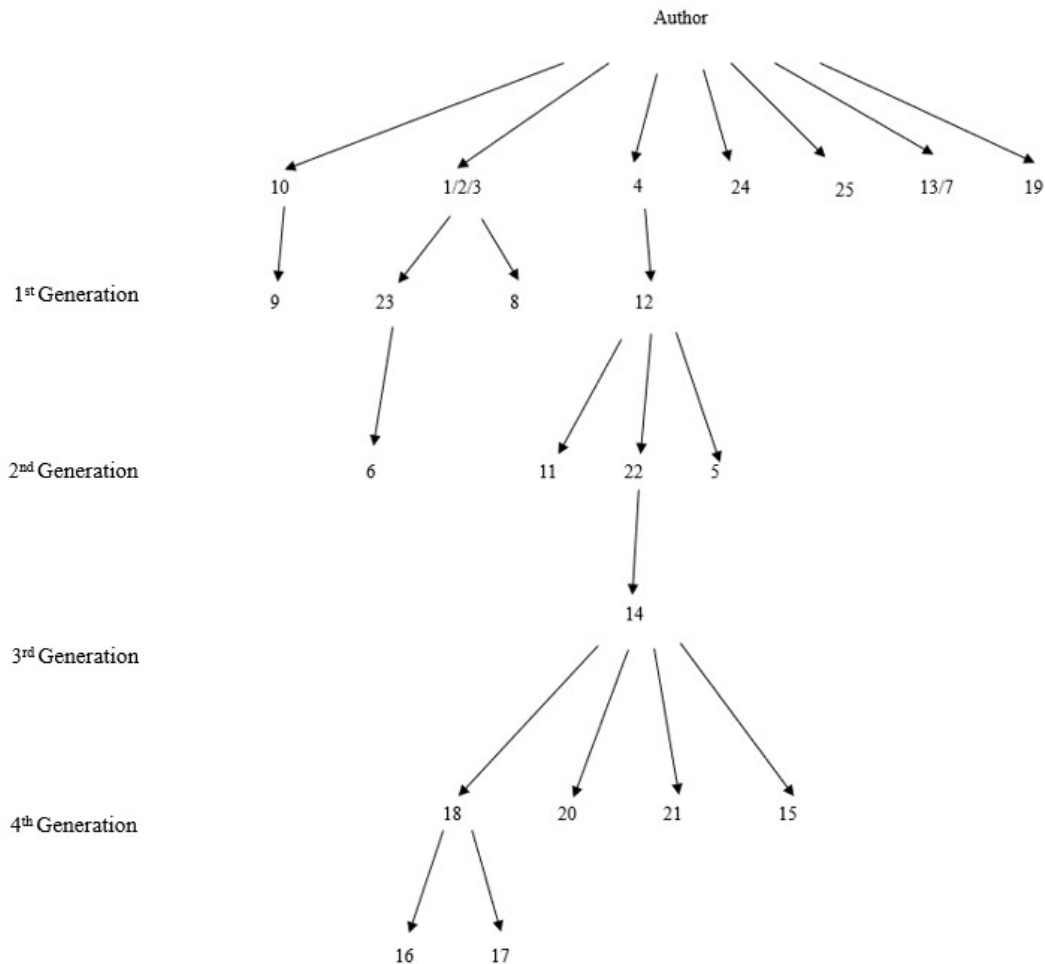 Author
10 1/2/3 4 24 25 13/7 19
1st Generation 9 23 8 12
2nd Generation 6 11 22 5
14
3rd Generation
4th Generation 18 20 21 15
16 17